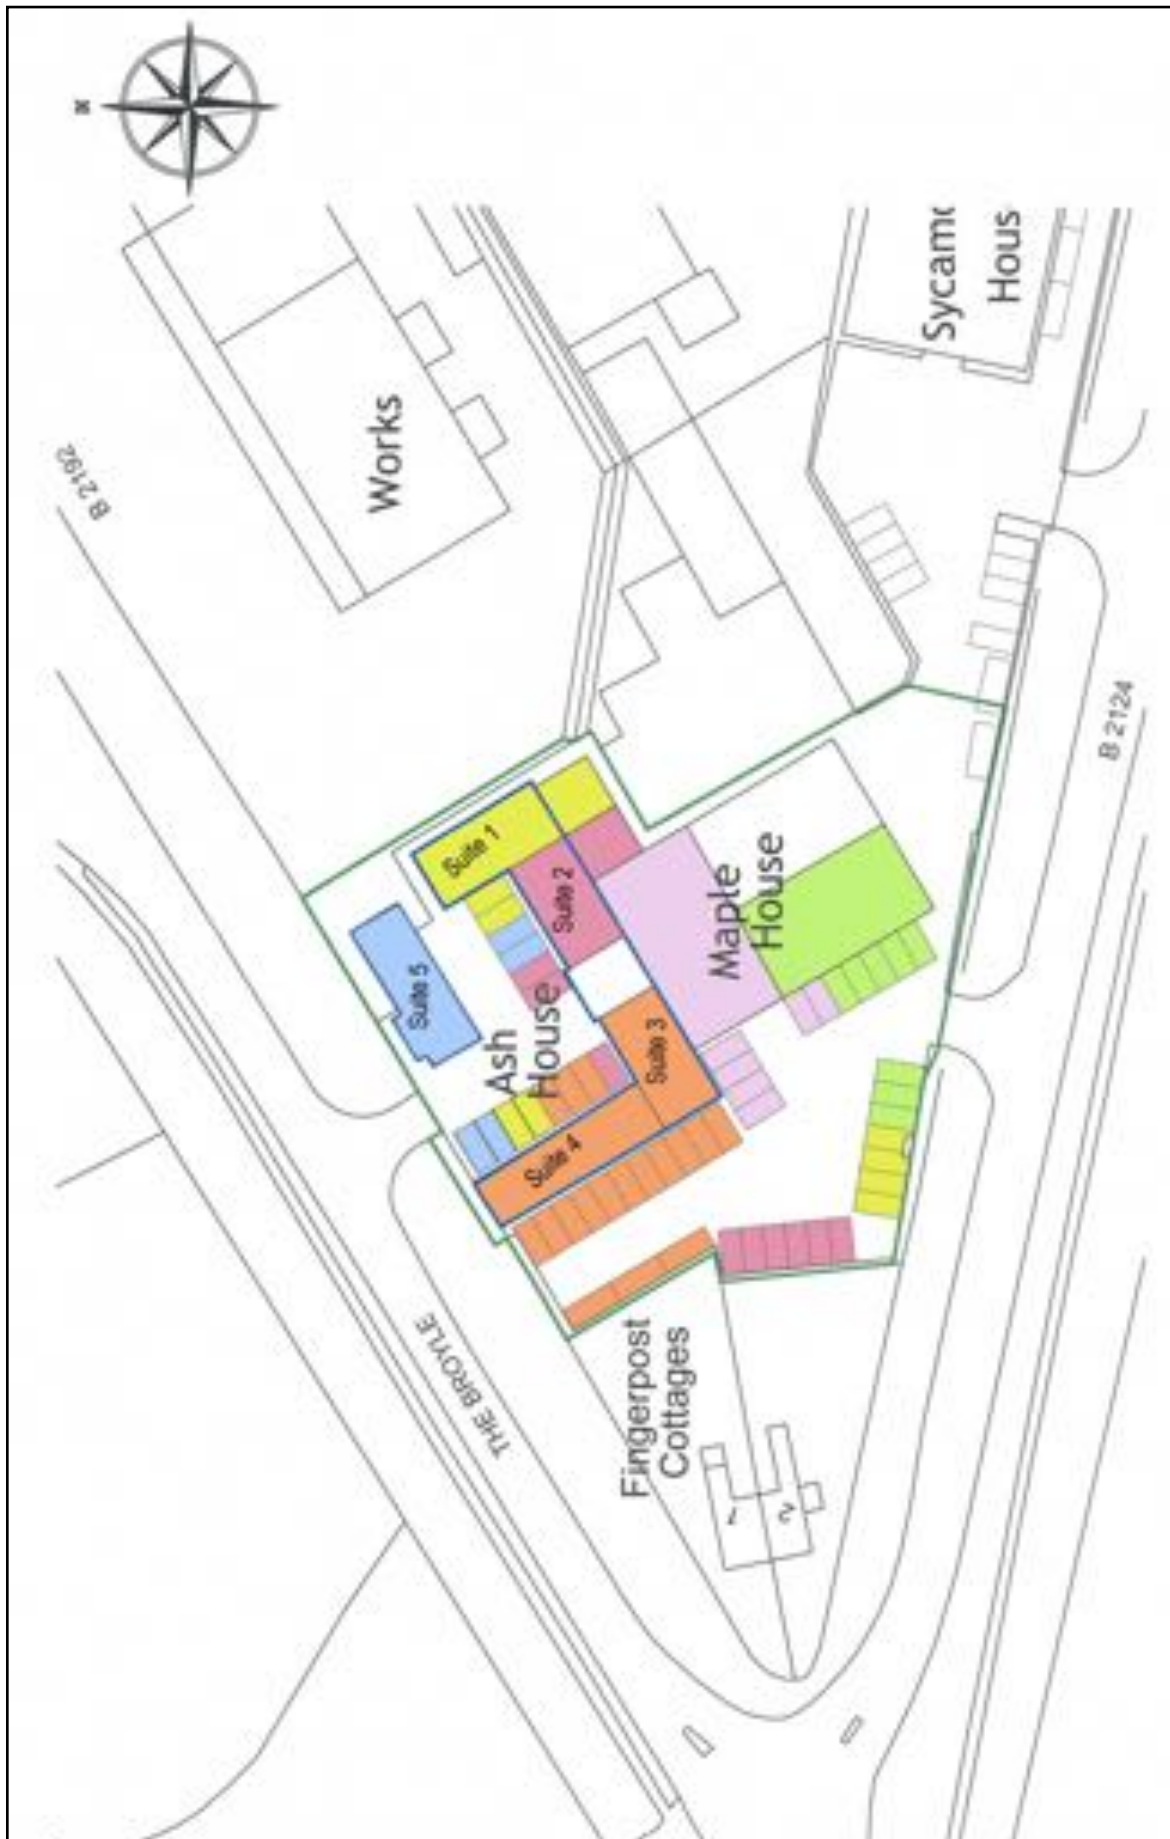 N
B 2192
Works
Sycamo
Hous
Suite 1
Suite 2
Suite 5
Ash
House
Maple
House
Suite 3
Suite 4
B 2124
THE BROYLE
Fingerpost
Cottages
1
2